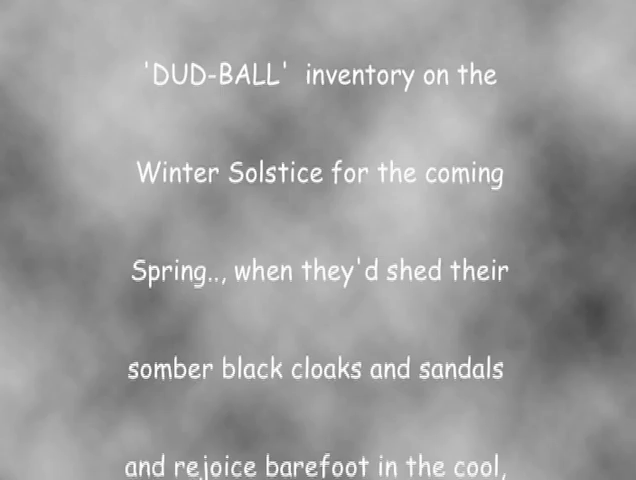 'DUD-BALL'  inventory on the
Winter Solstice for the coming
Spring.., when they'd shed their
somber black cloaks and sandals
and rejoice barefoot in the cool,